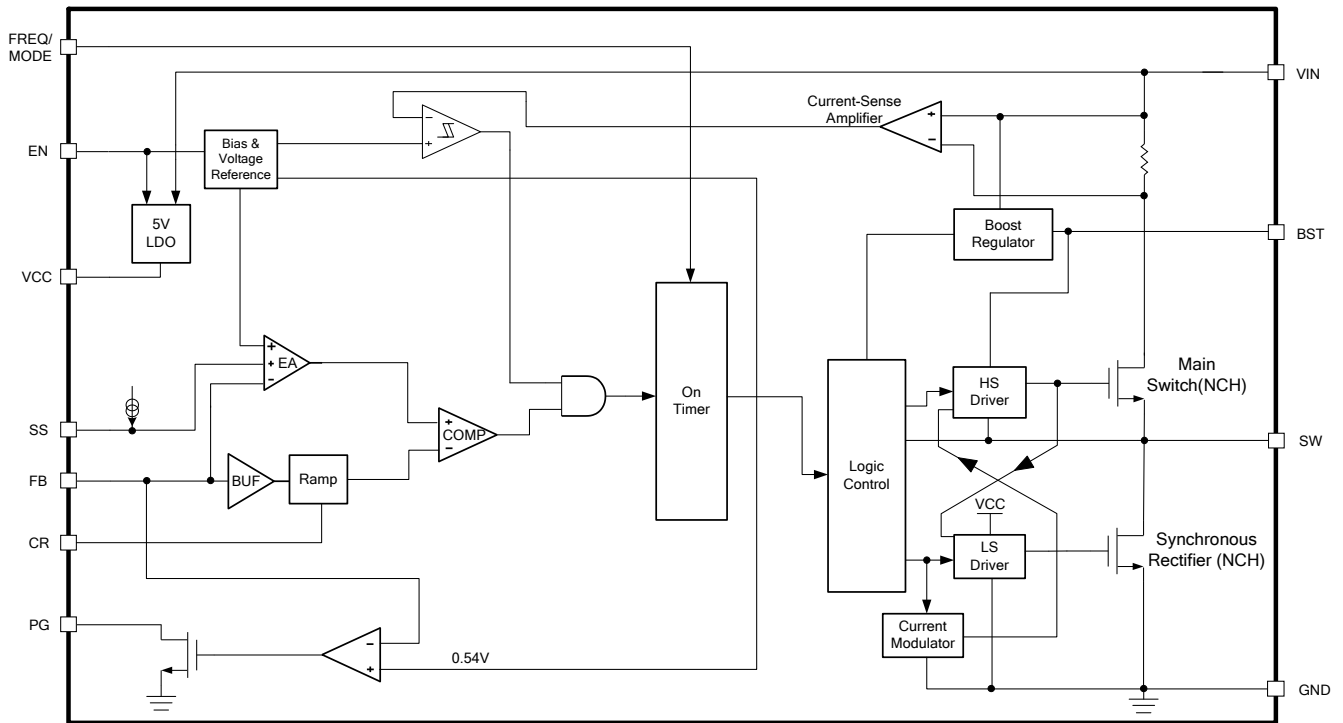 FREQ/
MODE
VIN
Current-Sense
Amplifier
+
−
−
+
EN
Bias &
Voltage
Reference
5V
LDO
Boost
Regulator
BST
VCC
+
+
−
EA
On
Timer
HS
Driver
Main
Switch(NCH)
SS
+
−
COMP
SW
FB
BUF
Ramp
Logic
Control
VCC
CR
LS
Driver
Synchronous
Rectifier (NCH)
PG
−
+
0.54V
Current
Modulator
GND